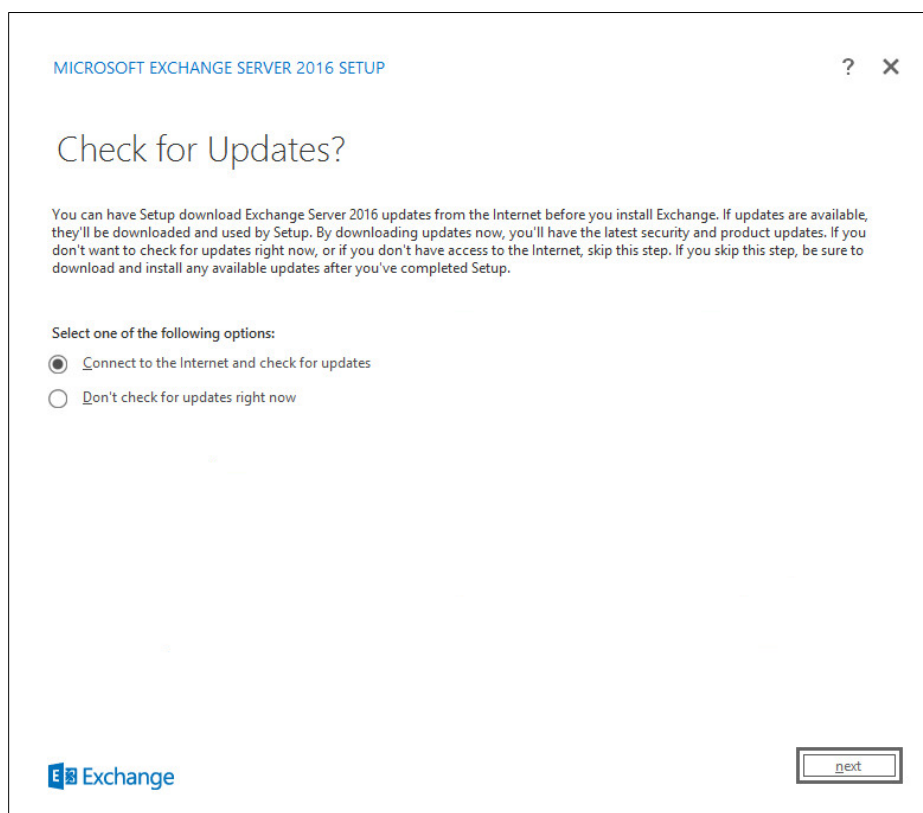 MICROSOFT EXCHANGE SERVER 2016 SETUP
? ×
Check for Updates?
You can have Setup download Exchange Server 2016 updates from the Internet before you install Exchange. If updates are available,
they'll be downloaded and used by Setup. By downloading updates now, you'll have the latest security and product updates. If you
don't want to check for updates right now, or if you don't have access to the Internet, skip this step. If you skip this step, be sure to
download and install any available updates after you've completed Setup.
Select one of the following options:
Connect to the Internet and check for updates
Don't check for updates right now
E Exchange
next